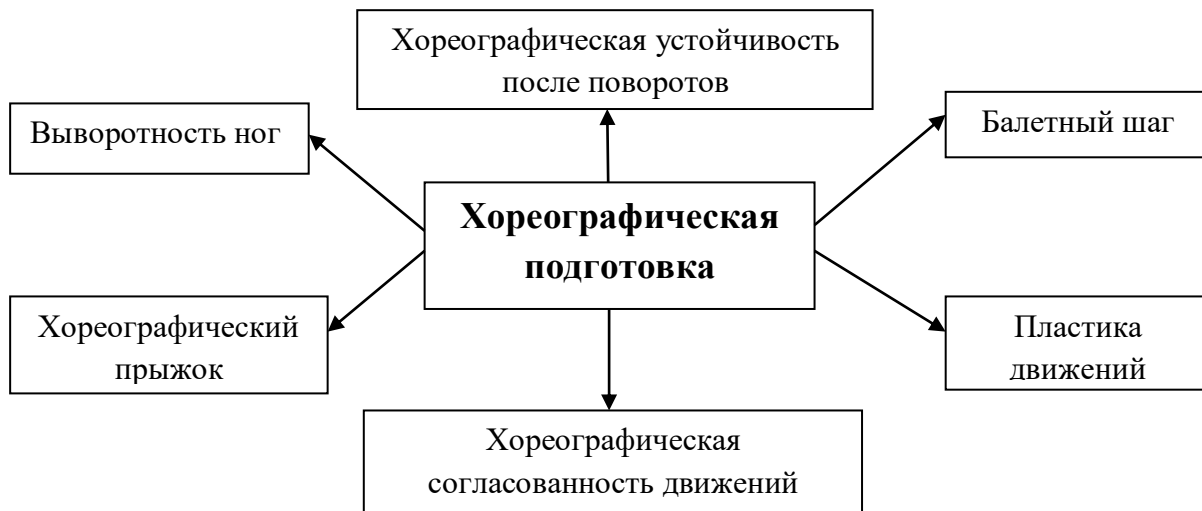 Хореографическая устойчивость
после поворотов
Выворотность ног
Балетный шаг
Хореографическая
подготовка
Хореографический
прыжок
Пластика
движений
Хореографическая
согласованность движений